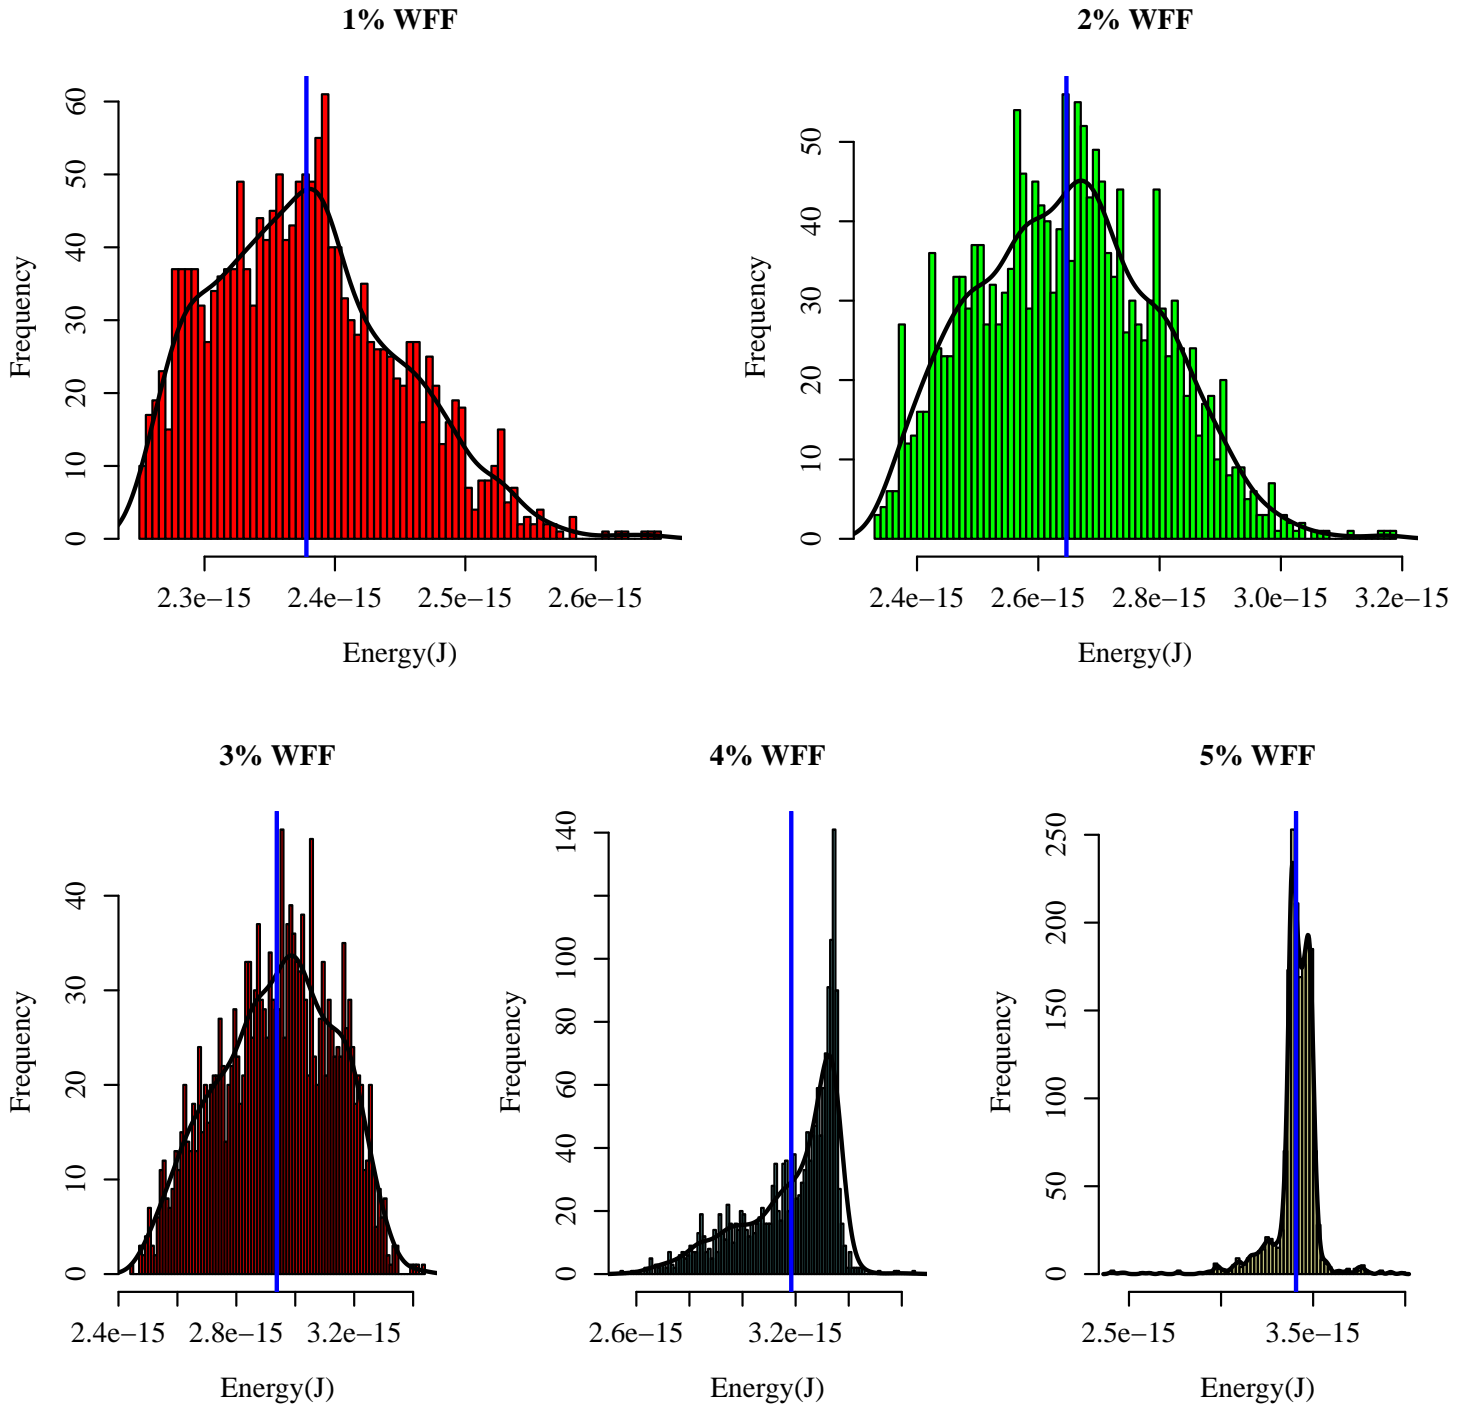 1% WFF
Frequency
0 10 20 30 40 50 60
2.3e−15 2.4e−15 2.5e−15 2.6e−15
Energy(J)
2% WFF
Frequency
0 10 20 30 40 50
2.4e−15 2.6e−15 2.8e−15 3.0e−15 3.2e−15
Energy(J)
3% WFF
Frequency
0 10 20 30 40
2.4e−15 2.8e−15 3.2e−15
Energy(J)
4% WFF
Frequency
0 20 40 60 80 100 140
2.6e−15 3.2e−15
Energy(J)
5% WFF
Frequency
0 50 100 150 200 250
2.5e−15 3.5e−15
Energy(J)